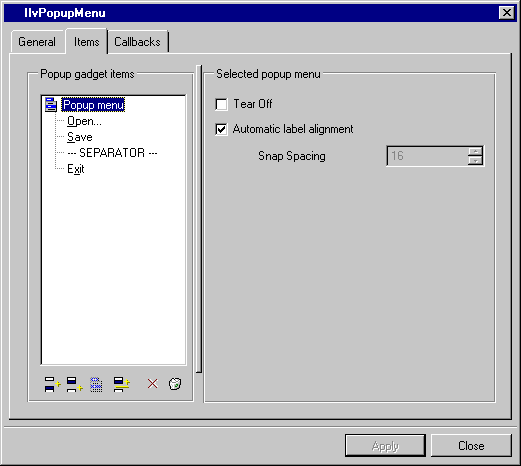 IlvPopupMenu
General Items Callbacks
Popup gadget items
Popup menu
Open...
Save
--- SEPARATOR ---
Exit
Selected popup menu
Tear Off
Automatic label alignment
Snap Spacing 16
Apply Close